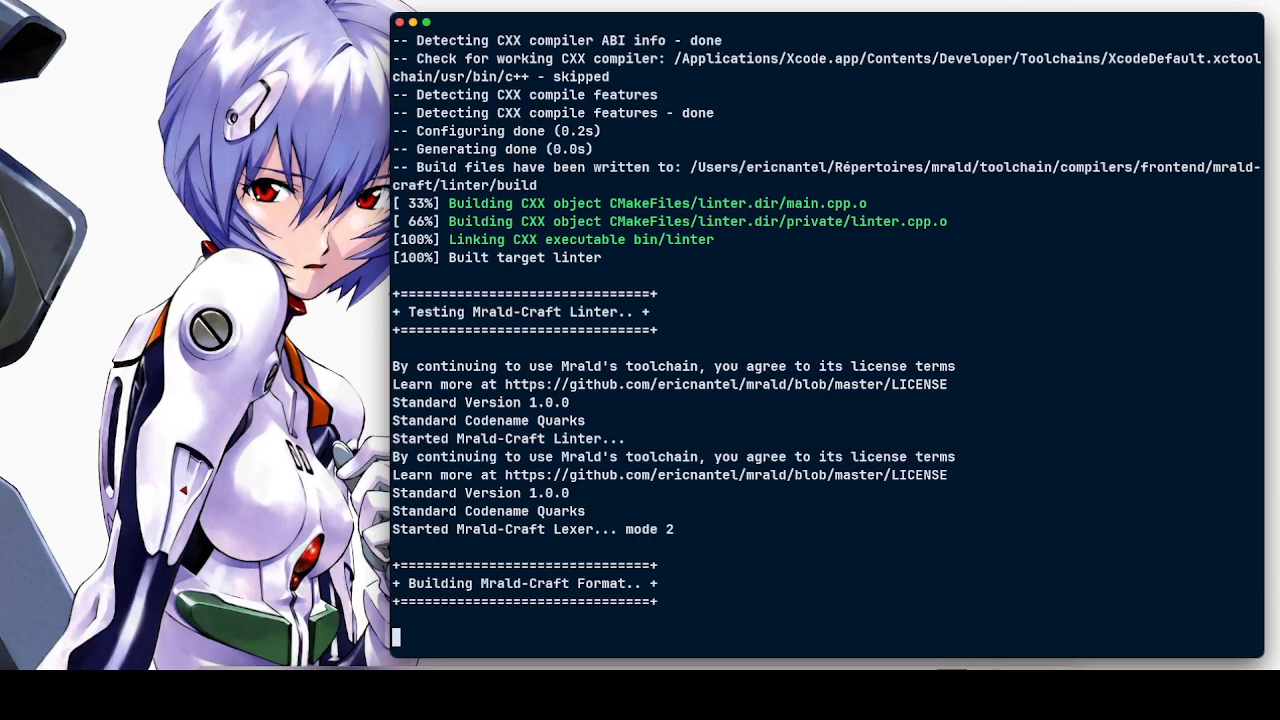 -- Detecting CXX compiler ABI info - done
-- Check for working CXX compiler: /Applications/Xcode.app/Contents/Developer/Toolchains/XcodeDefault.xctool
chain/usr/bin/c++ - skipped
-- Detecting CXX compile features
-- Detecting CXX compile features - done
-- Configuring done (0.2s)
-- Generating done (0.0s)
-- Build files have been written to: /Users/ericnantel/Répertoires/mrald/toolchain/compilers/frontend/mrald-
craft/linter/build
[ 33%] Building CXX object CMakeFiles/linter.dir/main.cpp.o
[ 66%] Building CXX object CMakeFiles/linter.dir/private/linter.cpp.o
[100%] Linking CXX executable bin/linter
[100%] Built target linter
+===============================+
+ Testing Mrald-Craft Linter.. +
+===============================+
By continuing to use Mrald's toolchain, you agree to its license terms
Learn more at https://github.com/ericnantel/mrald/blob/master/LICENSE
Standard Version 1.0.0
Standard Codename Quarks
Started Mrald-Craft Linter...
By continuing to use Mrald's toolchain, you agree to its license terms
Learn more at https://github.com/ericnantel/mrald/blob/master/LICENSE
Standard Version 1.0.0
Standard Codename Quarks
Started Mrald-Craft Lexer... mode 2
+===============================+
+ Building Mrald-Craft Format.. +
+===============================+
00